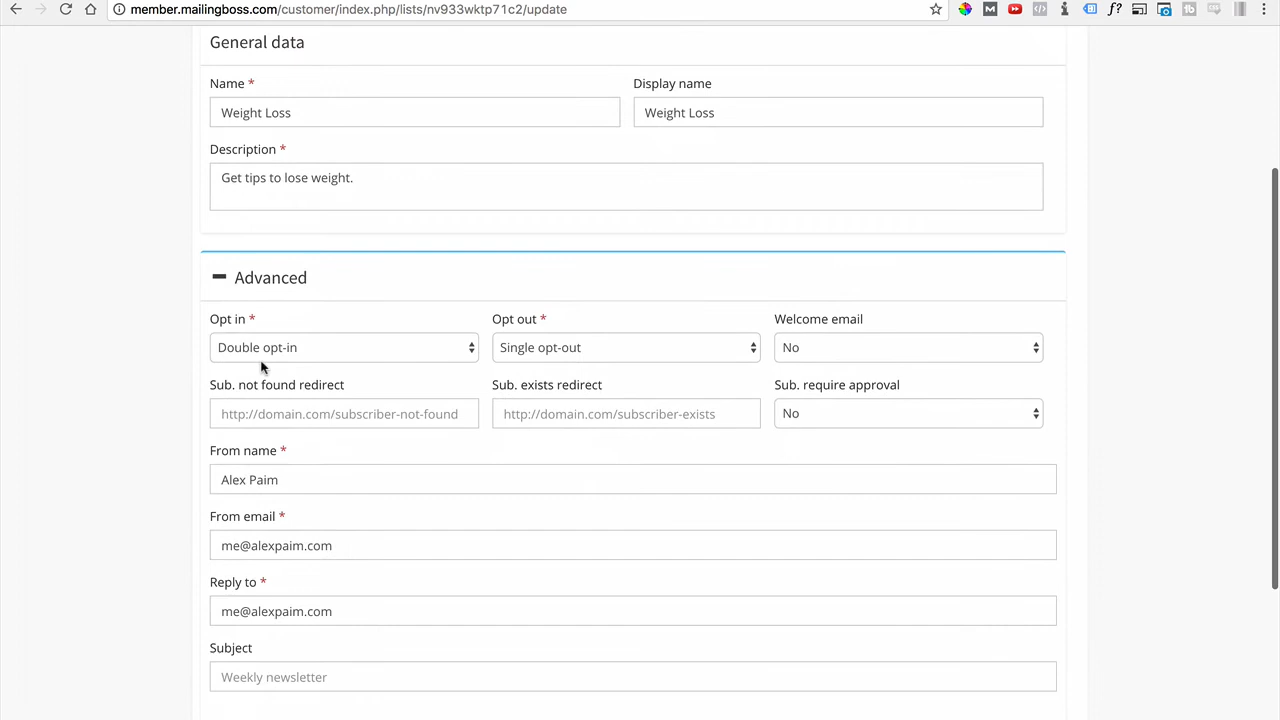 member.mailingboss.com/customer/index.php/lists/nv933wktp71c2/update
General data
Name *
Display name
Weight Loss
Weight Loss
Description *
Get tips to lose weight.
Advanced
Opt in *
Opt out *
Welcome email
Double opt-in
Single opt-out
No
Sub. not found redirect
Sub. exists redirect
Sub. require approval
http://domain.com/subscriber-not-found
http://domain.com/subscriber-exists
No
From name *
Alex Paim
From email *
me@alexpaim.com
Reply to *
me@alexpaim.com
Subject
Weekly newsletter